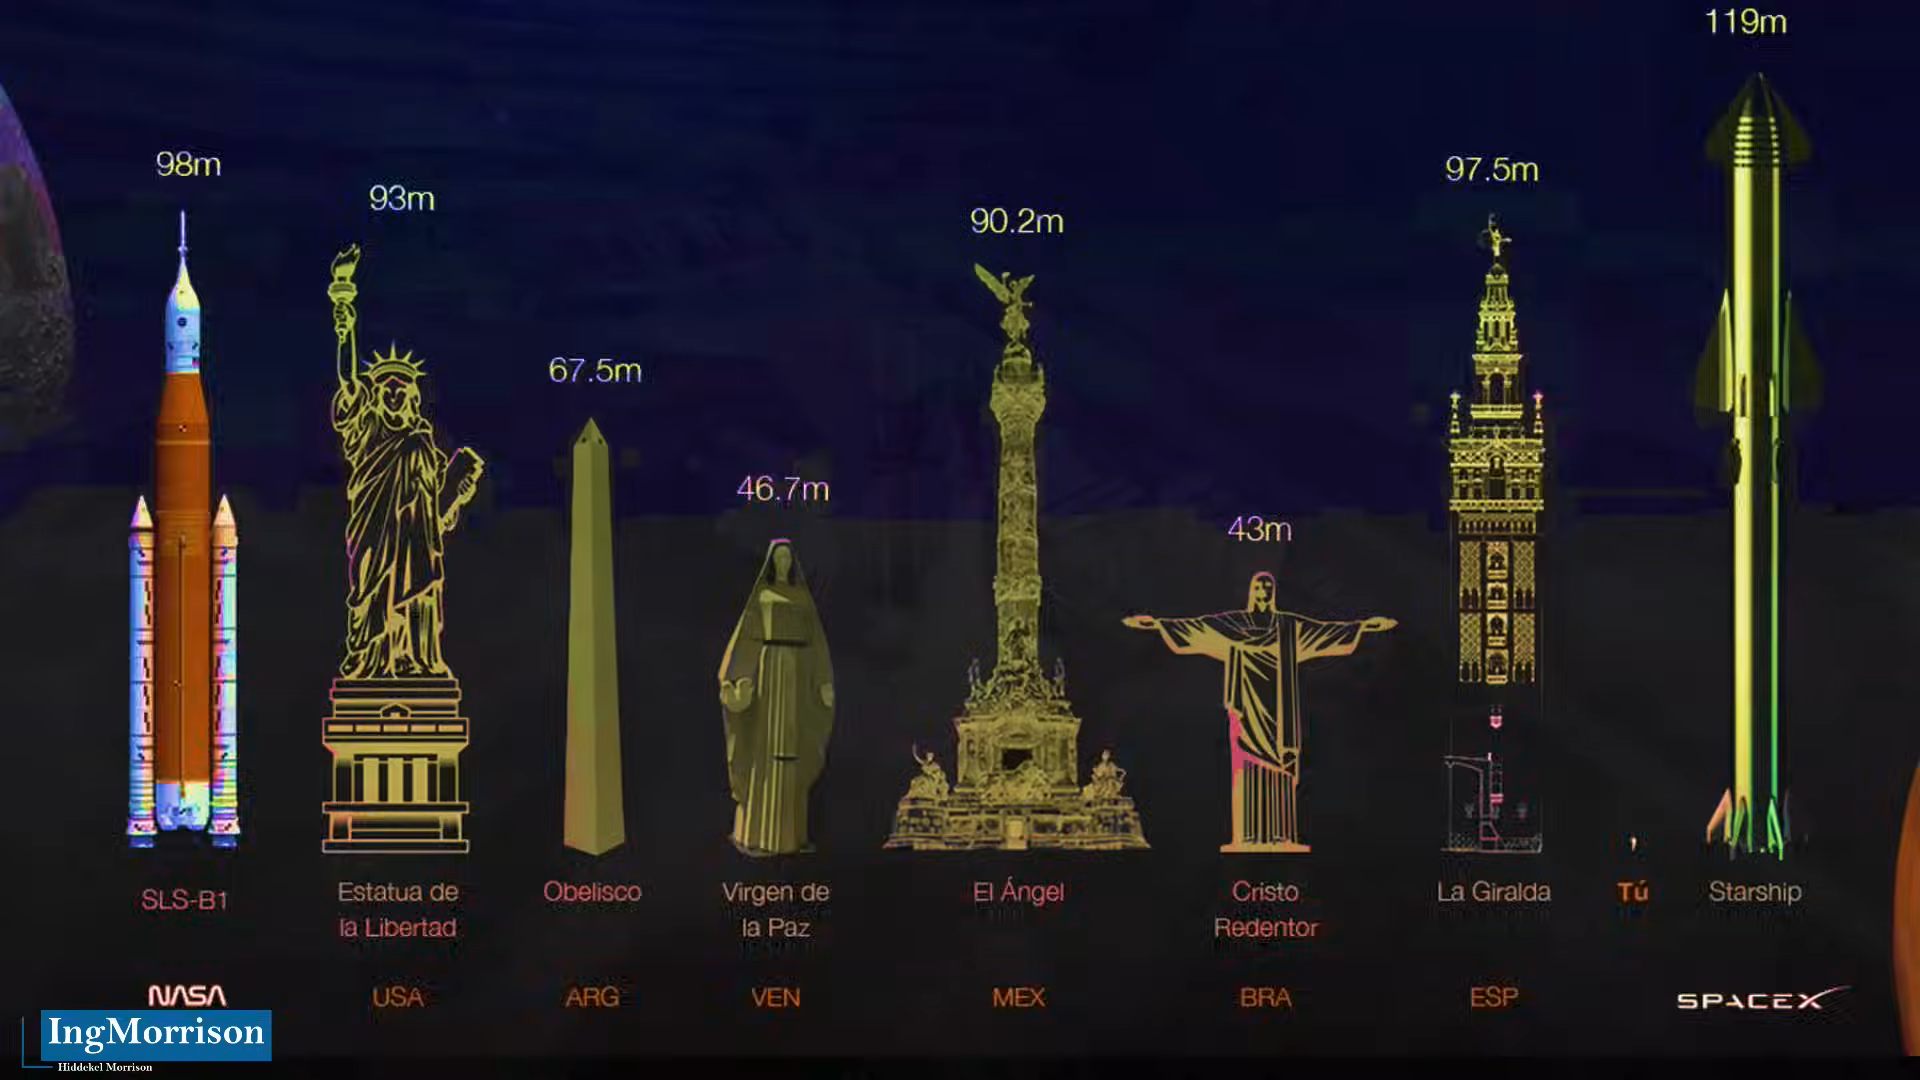 98m
93m
67.5m
46.7m
90.2m
43m
97.5m
119m
SLS-B1
Estatua de
la Libertad
Obelisco
Virgen de
la Paz
El Ángel
Cristo
Redentor
La Giralda
Tú
Starship
NASA
USA
ARG
VEN
MEX
BRA
ESP
SPACEX
IngMorrison
Hiddekel Morrison